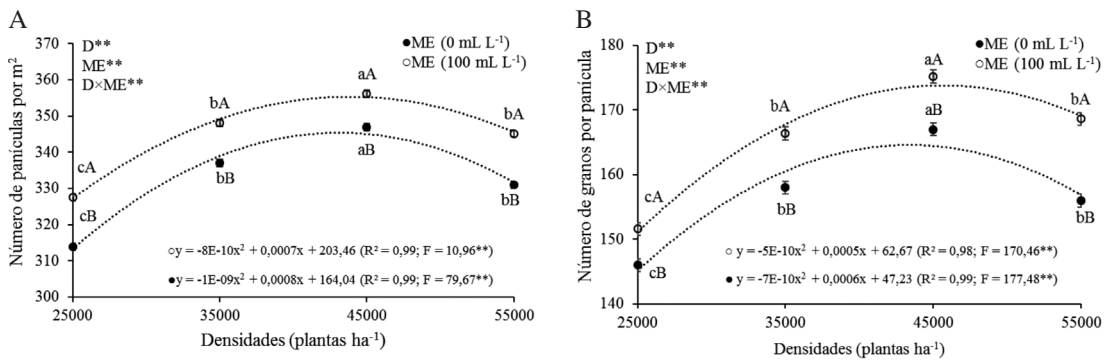 A
370
360
350
340
330
320
310
300
Número de panículas por m²
D**
ME**
D×ME**
ME (0 mL L⁻¹)
ME (100 mL L⁻¹)
cA
cB
bA
bB
aA
aB
bA
bB
y = -8E-10x² + 0,0007x + 203,46 (R² = 0,99; F = 10,96**)
y = -1E-09x² + 0,0008x + 164,04 (R² = 0,99; F = 79,67**)
25000 35000 45000 55000
Densidades (plantas ha⁻¹)
B
180
170
160
150
140
Número de granos por panícula
D**
ME**
D×ME**
ME (0 mL L⁻¹)
ME (100 mL L⁻¹)
cA
cB
bA
bB
aA
aB
bA
bB
y = -5E-10x² + 0,0005x + 62,67 (R² = 0,98; F = 170,46**)
y = -7E-10x² + 0,0006x + 47,23 (R² = 0,99; F = 177,48**)
25000 35000 45000 55000
Densidades (plantas ha⁻¹)